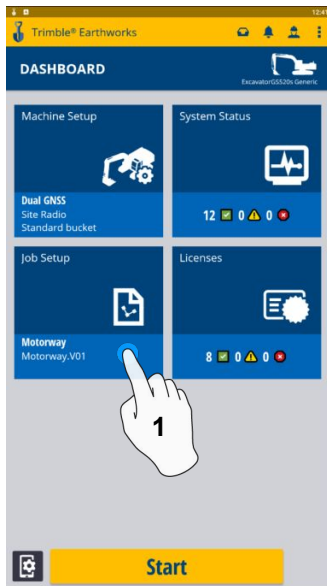 12:41
Trimble® Earthworks
DASHBOARD
ExcavatorGS520s Generic
Machine Setup
Dual GNSS
Site Radio
Standard bucket
System Status
12 0 0
Job Setup
Motorway
Motorway.V01
Licenses
8 0 0
1
Start